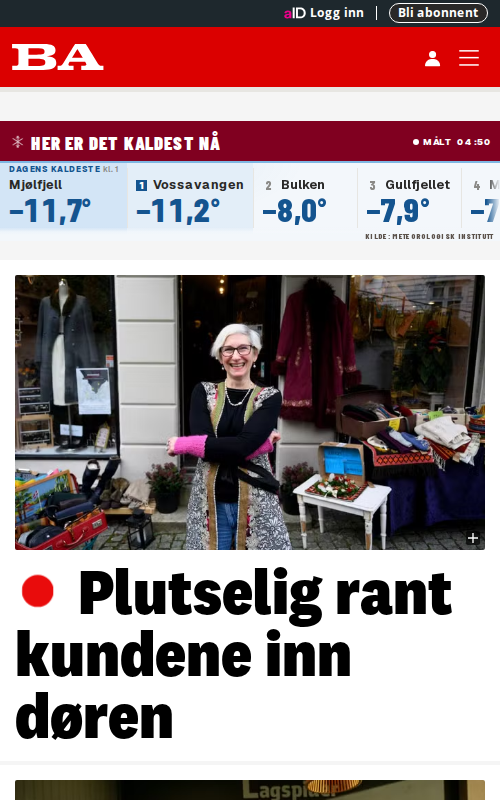 aID Logg inn
Bli abonnent
BA
HER ER DET KALDEST NÅ
MÅLT 04:50
DAGENS KALDESTE kl.1
Mjølfjell
−11,7°
1 Vossavangen
−11,2°
2 Bulken
−8,0°
3 Gullfjellet
−7,9°
4 M
−7
KILDE: METEOROLOGISK INSTITUTT
Plutselig rant
kundene inn
døren
Lagspiller